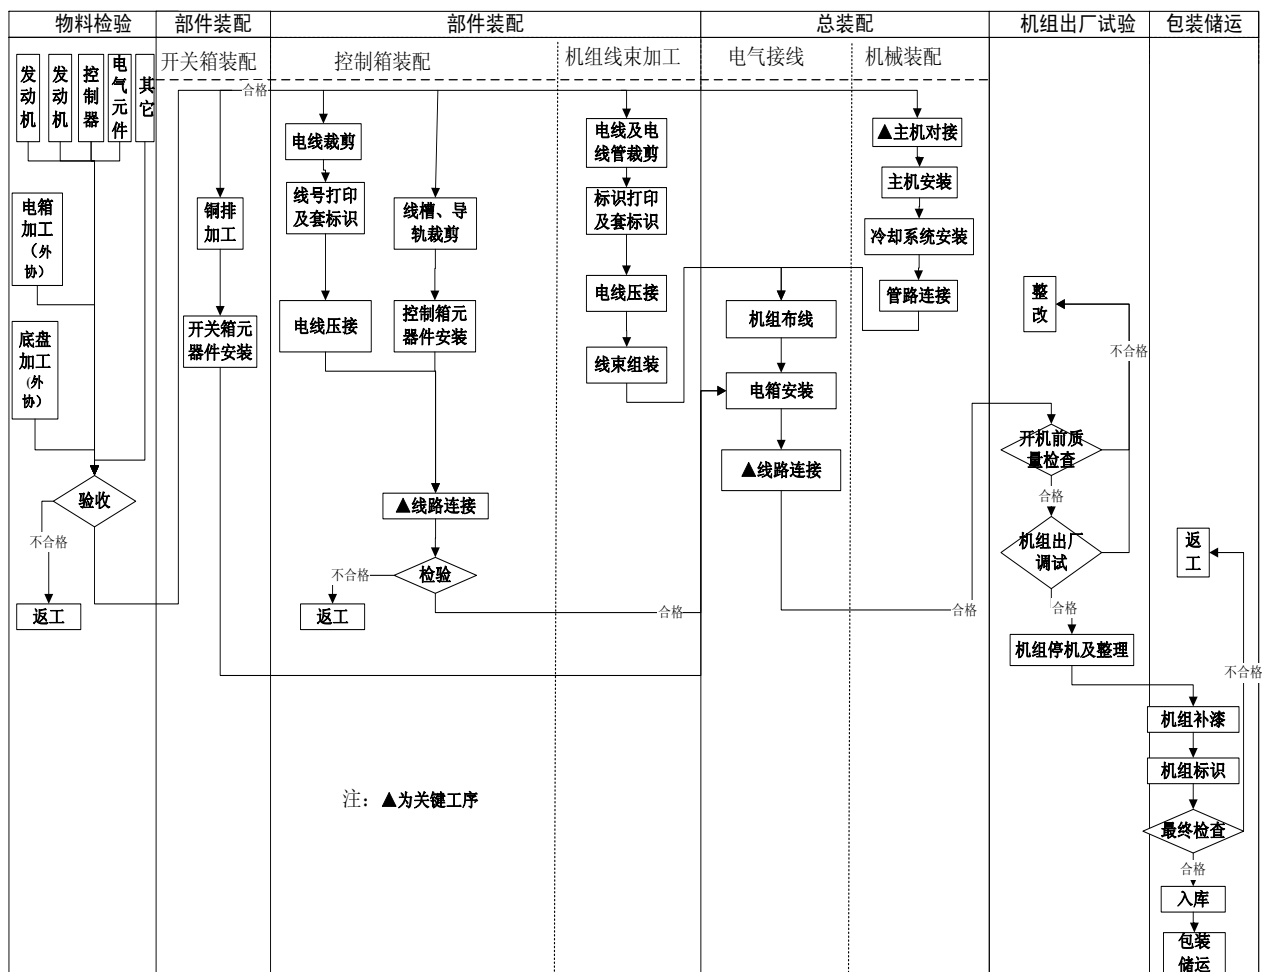 物料检验
部件装配
部件装配
总装配
机组出厂试验
包装储运
开关箱装配
控制箱装配
机组线束加工
电气接线
机械装配
发动机
发动机
控制器
电气元件
其它
电箱
加工
（外
协）
底盘
加工
（外
协）
验收
不合格
返工
合格
铜排
加工
开关箱元
器件安装
电线裁剪
线号打印
及套标识
电线压接
线槽、导
轨裁剪
控制箱元
器件安装
▲线路连接
检验
不合格
返工
合格
电线及电
线管裁剪
标识打印
及套标识
电线压接
线束组装
机组布线
电箱安装
▲线路连接
合格
▲主机对接
主机安装
冷却系统安装
管路连接
整
改
不合格
开机前质
量检查
合格
机组出厂
调试
合格
机组停机及整理
返
工
不合格
机组补漆
机组标识
最终检查
合格
入库
包装
储运
注：▲为关键工序